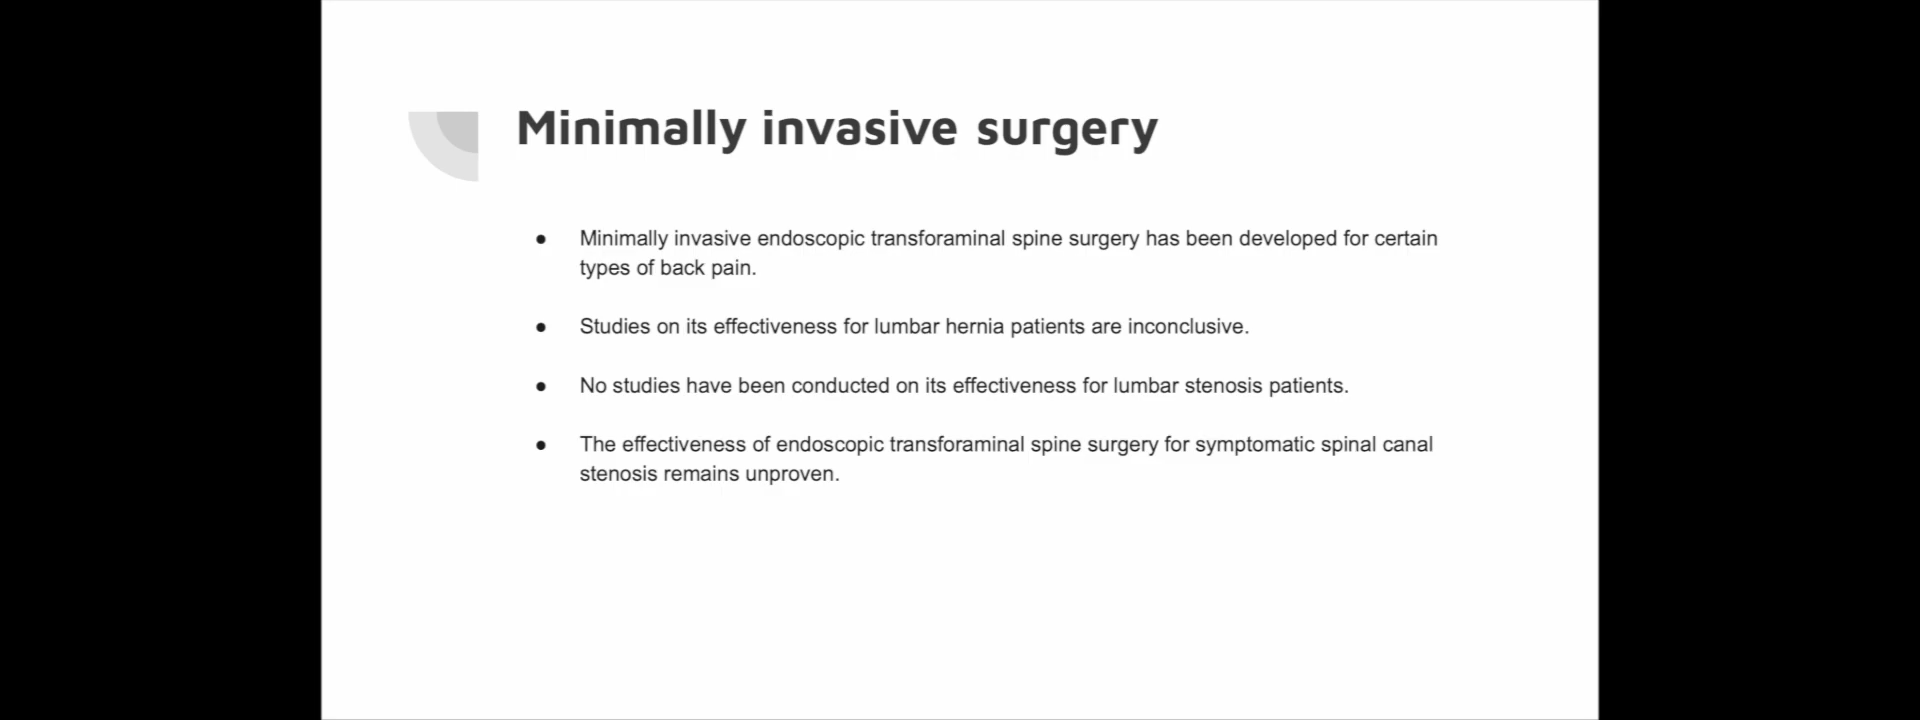 Minimally invasive surgery
● Minimally invasive endoscopic transforaminal spine surgery has been developed for certain
types of back pain.
● Studies on its effectiveness for lumbar hernia patients are inconclusive.
● No studies have been conducted on its effectiveness for lumbar stenosis patients.
● The effectiveness of endoscopic transforaminal spine surgery for symptomatic spinal canal
stenosis remains unproven.